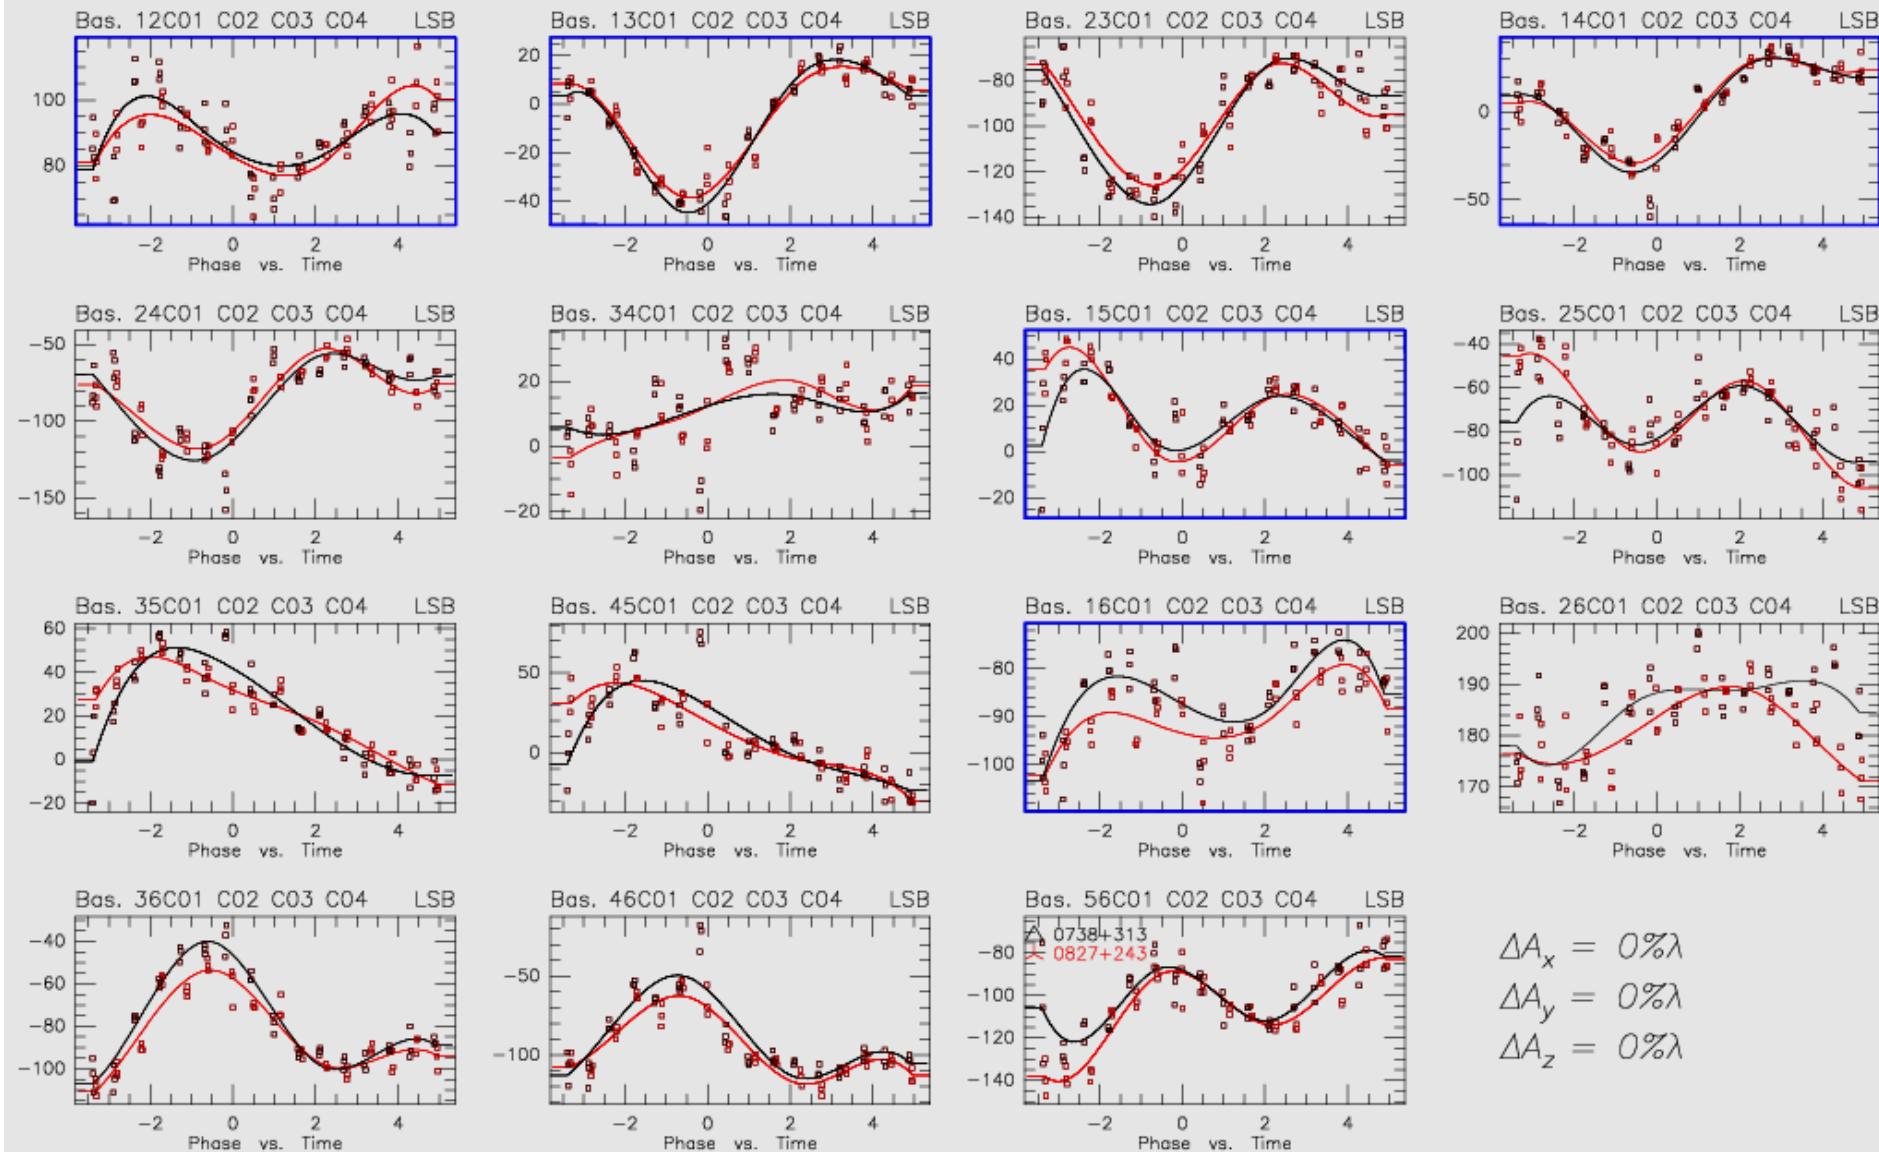 Bas. 12C01 C02 C03 C04 LSB
100
80
−2 0 2 4
Phase vs. Time
Bas. 13C01 C02 C03 C04 LSB
20
0
−20
−40
−2 0 2 4
Phase vs. Time
Bas. 23C01 C02 C03 C04 LSB
−80
−100
−120
−140
−2 0 2 4
Phase vs. Time
Bas. 14C01 C02 C03 C04 LSB
0
−50
−2 0 2 4
Phase vs. Time
Bas. 24C01 C02 C03 C04 LSB
−50
−100
−150
−2 0 2 4
Phase vs. Time
Bas. 34C01 C02 C03 C04 LSB
20
0
−20
−2 0 2 4
Phase vs. Time
Bas. 15C01 C02 C03 C04 LSB
40
20
0
−20
−2 0 2 4
Phase vs. Time
Bas. 25C01 C02 C03 C04 LSB
−40
−60
−80
−100
−2 0 2 4
Phase vs. Time
Bas. 35C01 C02 C03 C04 LSB
60
40
20
0
−20
−2 0 2 4
Phase vs. Time
Bas. 45C01 C02 C03 C04 LSB
50
0
−2 0 2 4
Phase vs. Time
Bas. 16C01 C02 C03 C04 LSB
−80
−90
−100
−2 0 2 4
Phase vs. Time
Bas. 26C01 C02 C03 C04 LSB
200
190
180
170
−2 0 2 4
Phase vs. Time
Bas. 36C01 C02 C03 C04 LSB
−40
−60
−80
−100
−2 0 2 4
Phase vs. Time
Bas. 46C01 C02 C03 C04 LSB
−50
−100
−2 0 2 4
Phase vs. Time
Bas. 56C01 C02 C03 C04 LSB
0738+313
0827+243
−80
−100
−120
−140
−2 0 2 4
Phase vs. Time
ΔAx = 0%λ
ΔAy = 0%λ
ΔAz = 0%λ